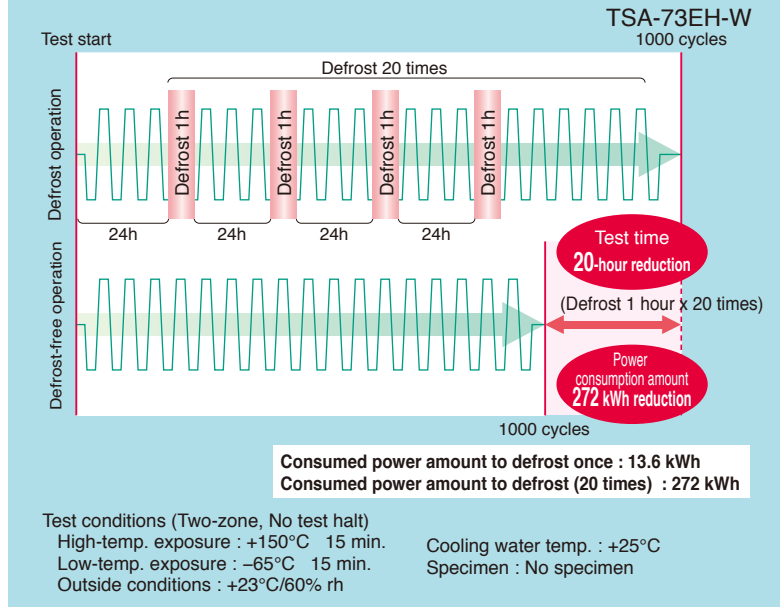 TSA-73EH-W
Test start
1000 cycles
Defrost 20 times
Defrost operation
Defrost 1h
Defrost 1h
Defrost 1h
Defrost 1h
24h
24h
24h
24h
Test time
20-hour reduction
Defrost-free operation
(Defrost 1 hour x 20 times)
Power
consumption amount
272 kWh reduction
1000 cycles
Consumed power amount to defrost once : 13.6 kWh
Consumed power amount to defrost (20 times) : 272 kWh
Test conditions (Two-zone, No test halt)
High-temp. exposure : +150°C 15 min.
Low-temp. exposure : –65°C 15 min.
Outside conditions : +23°C/60% rh
Cooling water temp. : +25°C
Specimen : No specimen